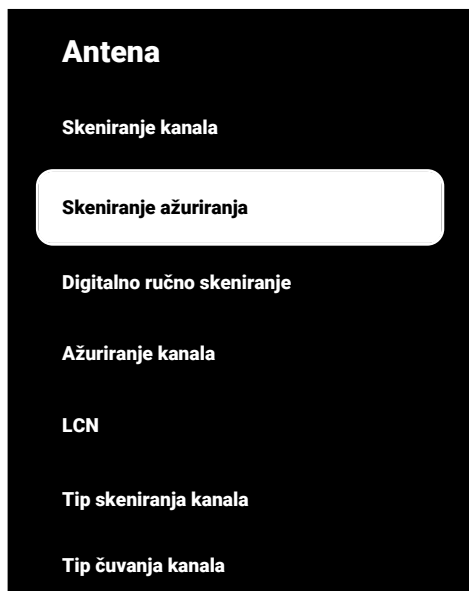 Antena
Skeniranje kanala
Skeniranje ažuriranja
Digitalno ručno skeniranje
Ažuriranje kanala
LCN
Tip skeniranja kanala
Tip čuvanja kanala